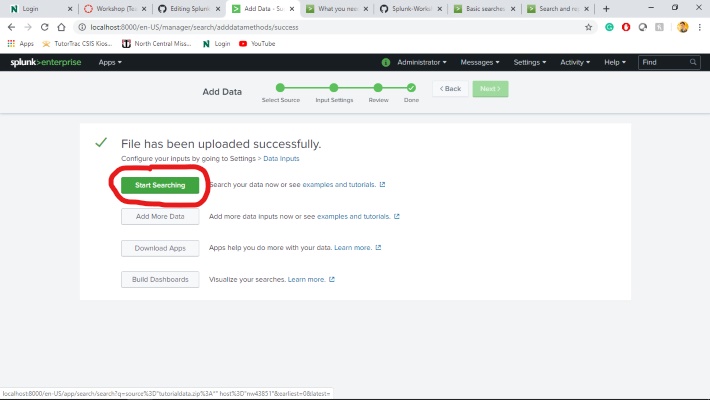 Login
Workshop (Tea
Editing Splunk
Add Data - Su
What you nee
Splunk-Worksh
Basic searches
Search and re
localhost:8000/en-US/manager/search/adddatamethods/success
Apps
TutorTrac CSIS Kios...
North Central Miss...
Login
YouTube
splunk>enterprise
Apps
Administrator
Messages
Settings
Activity
Help
Find
Add Data
Select Source
Input Settings
Review
Done
< Back
Next >
File has been uploaded successfully.
Configure your inputs by going to Settings > Data Inputs
Start Searching
Search your data now or see examples and tutorials.
Add More Data
Add more data inputs now or see examples and tutorials.
Download Apps
Apps help you do more with your data. Learn more.
Build Dashboards
Visualize your searches. Learn more.
localhost:8000/en-US/app/search/search?q=source%3D"tutorialdata.zip%3A*" host%3D"nw43851"&earliest=0&latest=